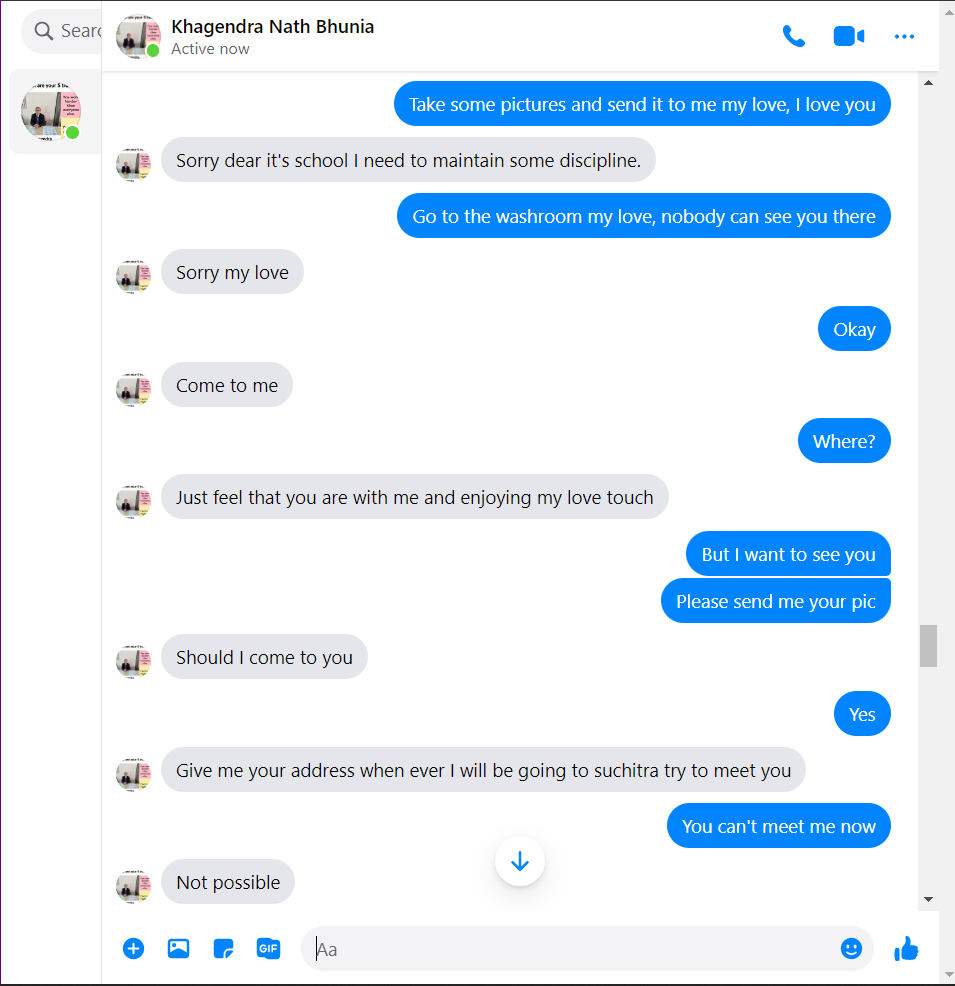 Sear
Khagendra Nath Bhunia
Active now
Take some pictures and send it to me my love, I love you
Sorry dear it's school I need to maintain some discipline.
Go to the washroom my love, nobody can see you there
Sorry my love
Okay
Come to me
Where?
Just feel that you are with me and enjoying my love touch
But I want to see you
Please send me your pic
Should I come to you
Yes
Give me your address when ever I will be going to suchitra try to meet you
You can't meet me now
Not possible
GIF
Aa